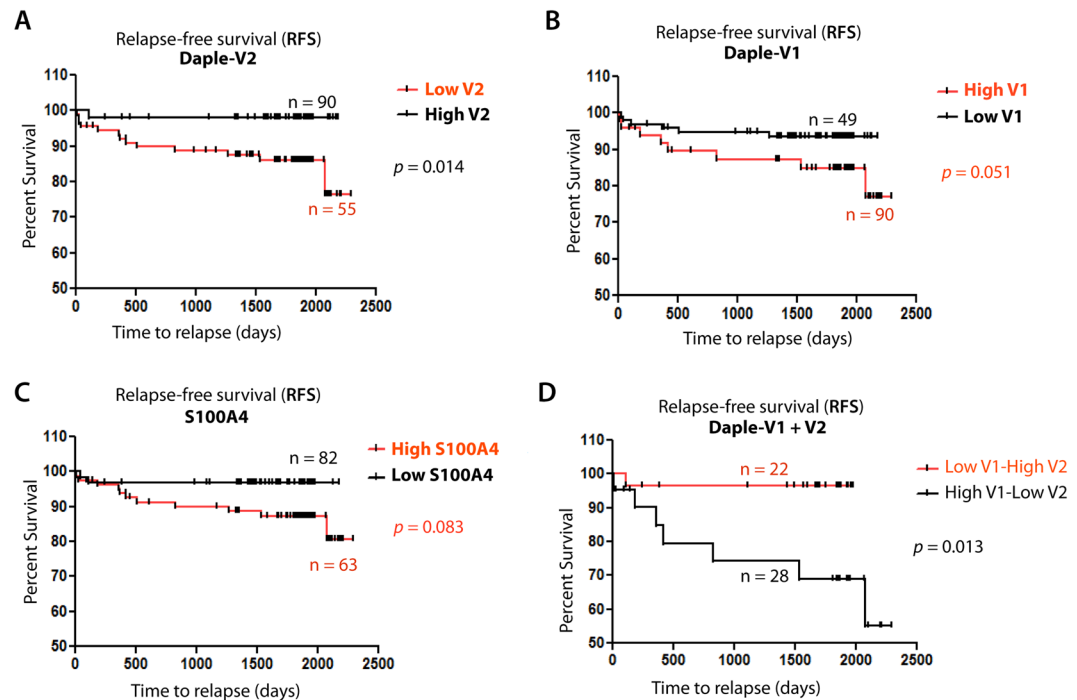 A
Relapse-free survival (RFS)
Daple-V2
110
100
90
80
70
60
50
0
500
1000
1500
2000
2500
Percent Survival
Time to relapse (days)
n = 90
n = 55
Low V2
High V2
p = 0.014
B
Relapse-free survival (RFS)
Daple-V1
110
100
90
80
70
60
50
0
500
1000
1500
2000
2500
Percent Survival
Time to relapse (days)
n = 49
n = 90
High V1
Low V1
p = 0.051
C
Relapse-free survival (RFS)
S100A4
110
100
90
80
70
60
50
0
500
1000
1500
2000
2500
Percent Survival
Time to relapse (days)
n = 82
n = 63
High S100A4
Low S100A4
p = 0.083
D
Relapse-free survival (RFS)
Daple-V1 + V2
110
100
90
80
70
60
50
0
500
1000
1500
2000
2500
Percent Survival
Time to relapse (days)
n = 22
n = 28
Low V1-High V2
High V1-Low V2
p = 0.013